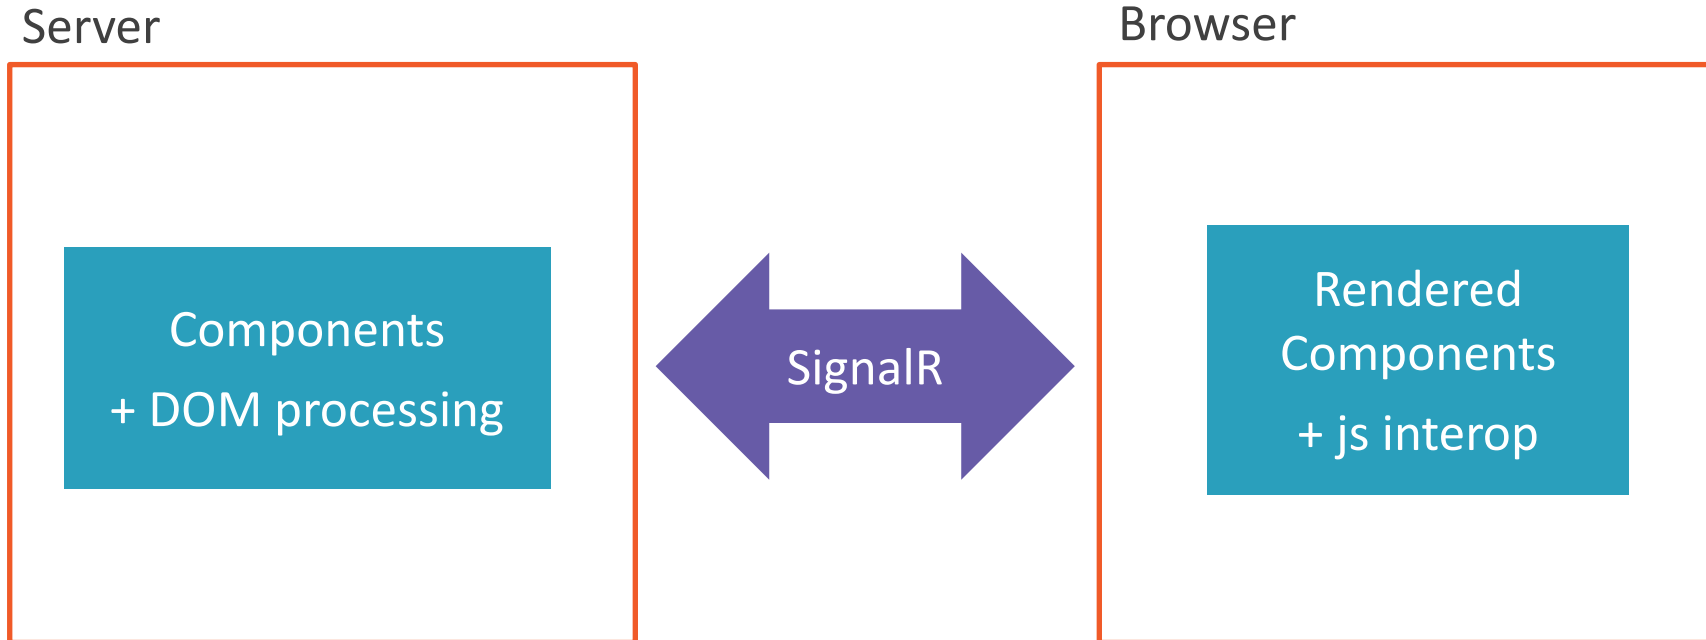 Server
Browser
Components
+ DOM processing
SignalR
Rendered
Components
+ js interop